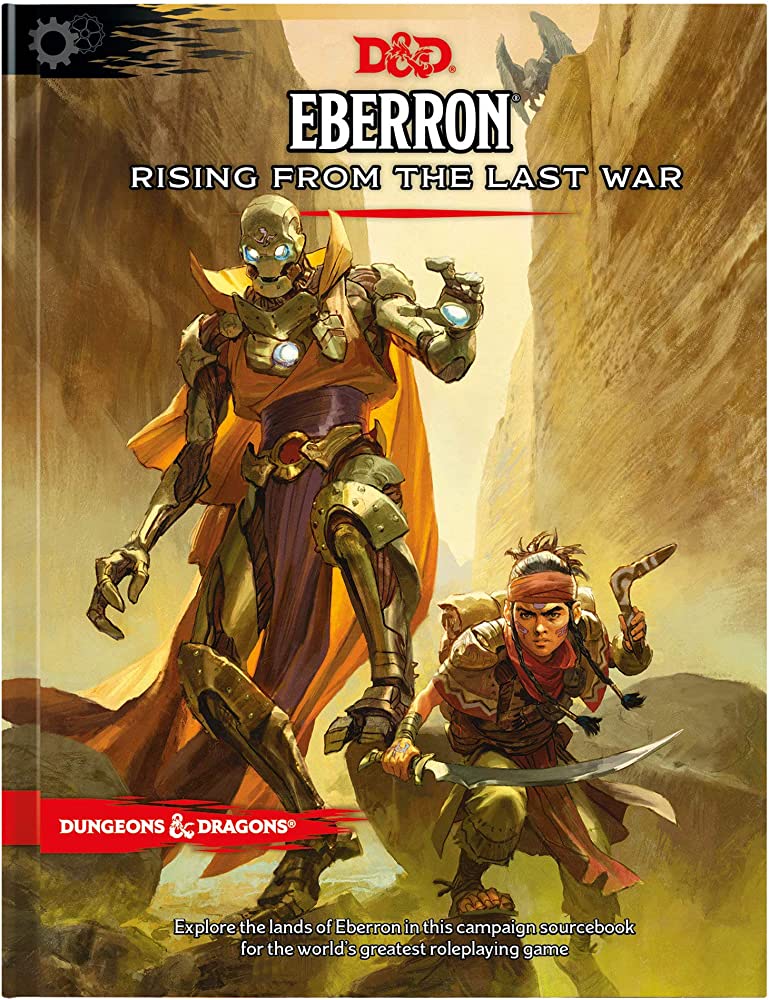 D&D®
EBERRON®
RISING FROM THE LAST WAR
DUNGEONS & DRAGONS®
Explore the lands of Eberron in this campaign sourcebook
for the world's greatest roleplaying game